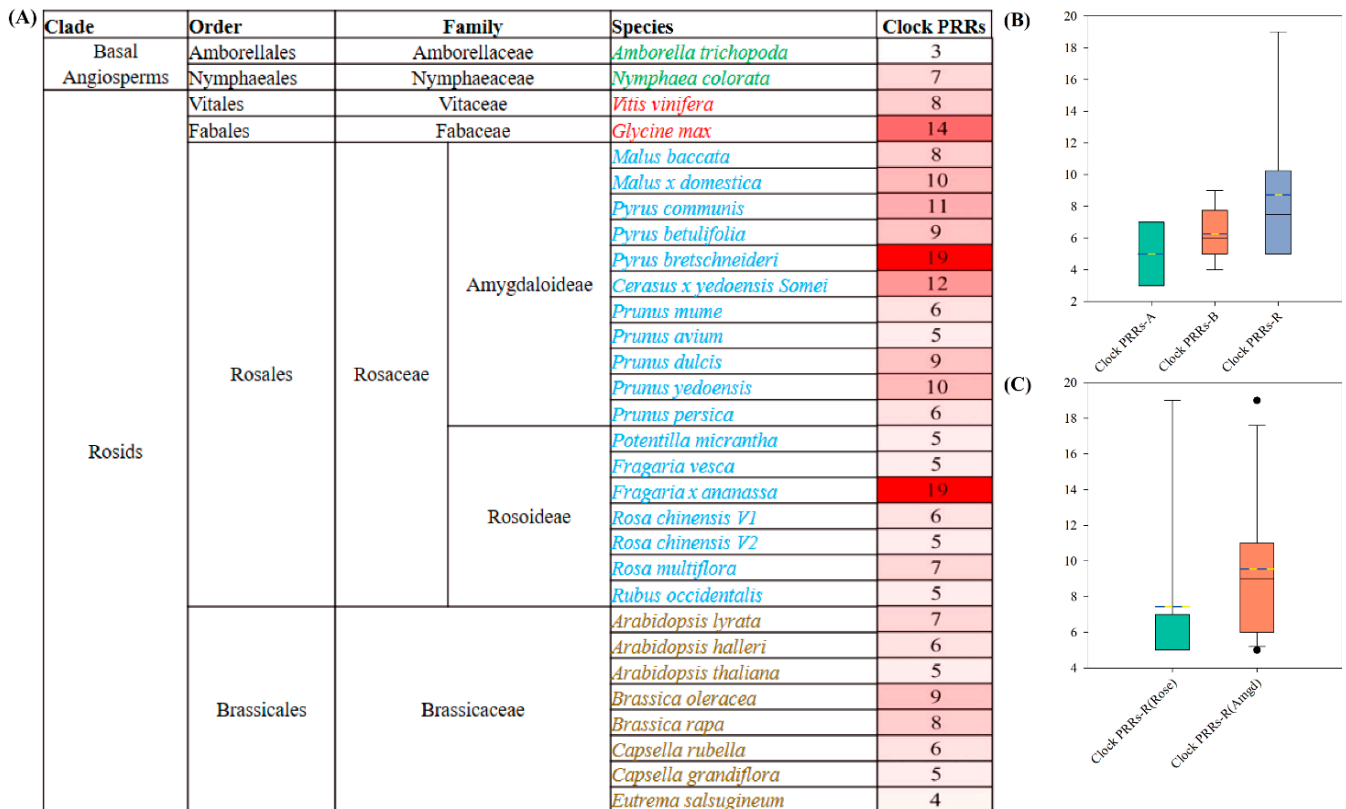 (A)
Clade Order Family Species Clock PRRs
Basal Angiosperms Amborellales Amborellaceae Amborella trichopoda 3
Nymphaeales Nymphaeaceae Nymphaea colorata 7
Rosids Vitales Vitaceae Vitis vinifera 8
Fabales Fabaceae Glycine max 14
Rosales Rosaceae Amygdaloideae Malus baccata 8
Malus x domestica 10
Pyrus communis 11
Pyrus betulifolia 9
Pyrus bretschneideri 19
Cerasus x yedoensis Somei 12
Prunus mume 6
Prunus avium 5
Prunus dulcis 9
Prunus yedoensis 10
Prunus persica 6
Rosoideae Potentilla micrantha 5
Fragaria vesca 5
Fragaria x ananassa 19
Rosa chinensis V1 6
Rosa chinensis V2 5
Rosa multiflora 7
Rubus occidentalis 5
Brassicales Brassicaceae Arabidopsis lyrata 7
Arabidopsis halleri 6
Arabidopsis thaliana 5
Brassica oleracea 9
Brassica rapa 8
Capsella rubella 6
Capsella grandiflora 5
Eutrema salsugineum 4
(B)
20
18
16
14
12
10
8
6
4
2
Clock PRRs-A
Clock PRRs-B
Clock PRRs-R
(C)
20
18
16
14
12
10
8
6
4
Clock PRRs-R(Rose)
Clock PRRs-R(Amgd)